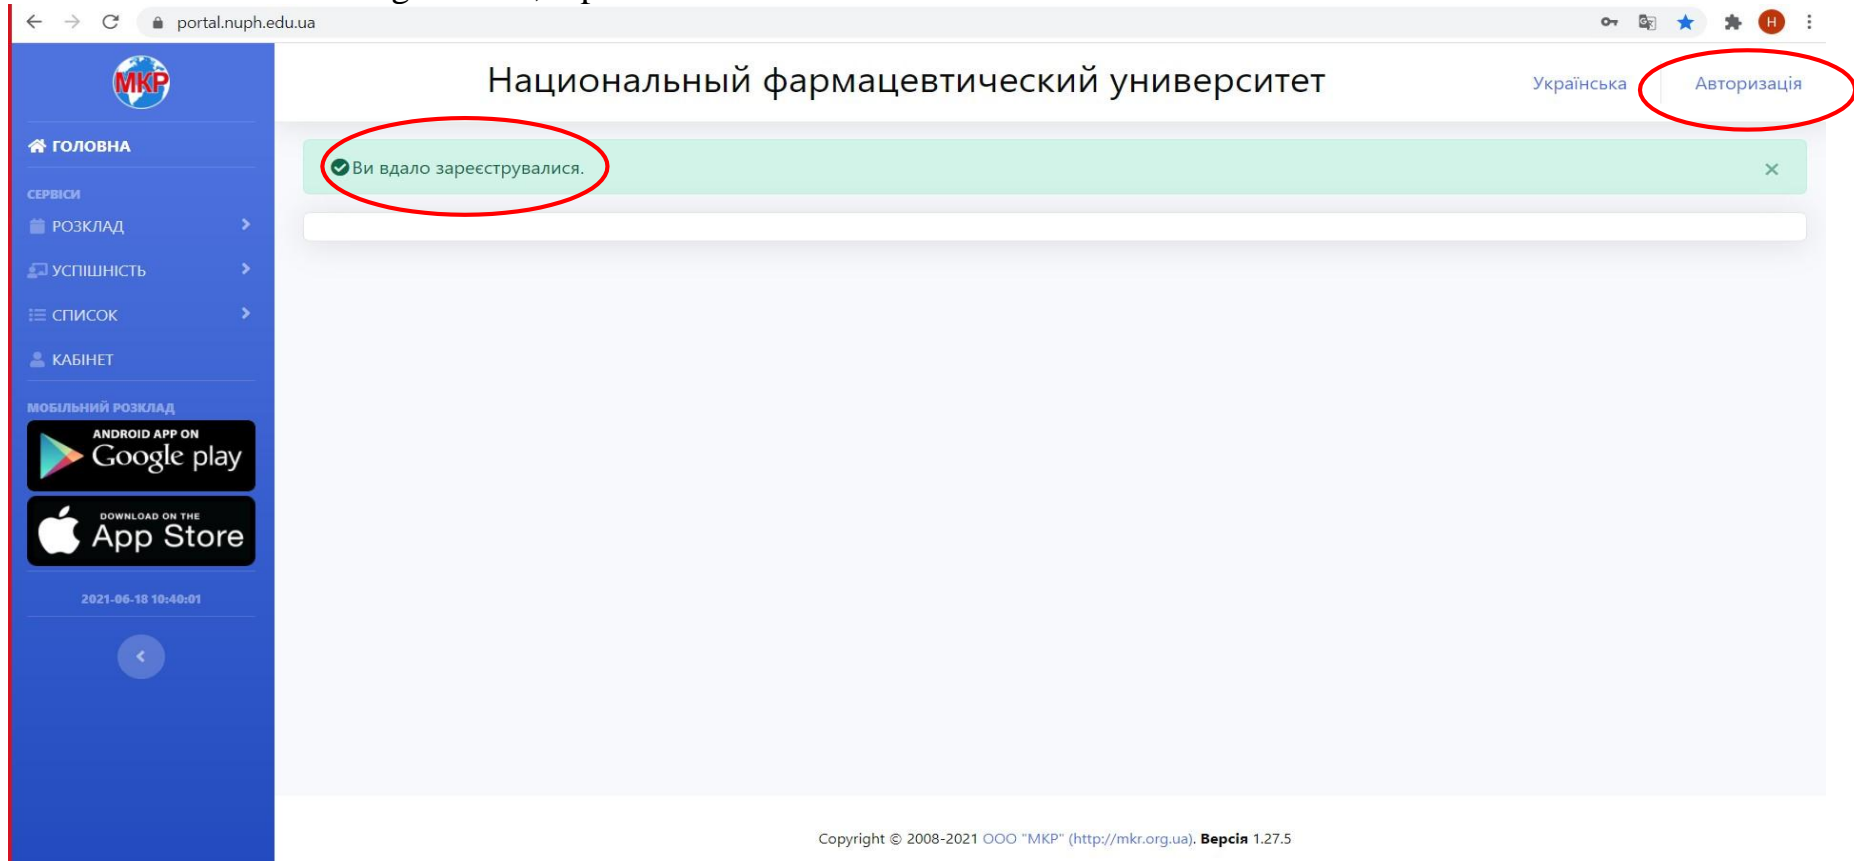 portal.nuph.edu.ua
H
МКР
Национальный фармацевтический университет
Українська
Авторизація
ГОЛОВНА
Ви вдало зареєструвалися.
×
СЕРВІСИ
РОЗКЛАД
УСПІШНІСТЬ
СПИСОК
КАБІНЕТ
МОБІЛЬНИЙ РОЗКЛАД
ANDROID APP ON
Google play
DOWNLOAD ON THE
App Store
2021-06-18 10:40:01
Copyright © 2008-2021 ООО "МКР" (http://mkr.org.ua). Версія 1.27.5